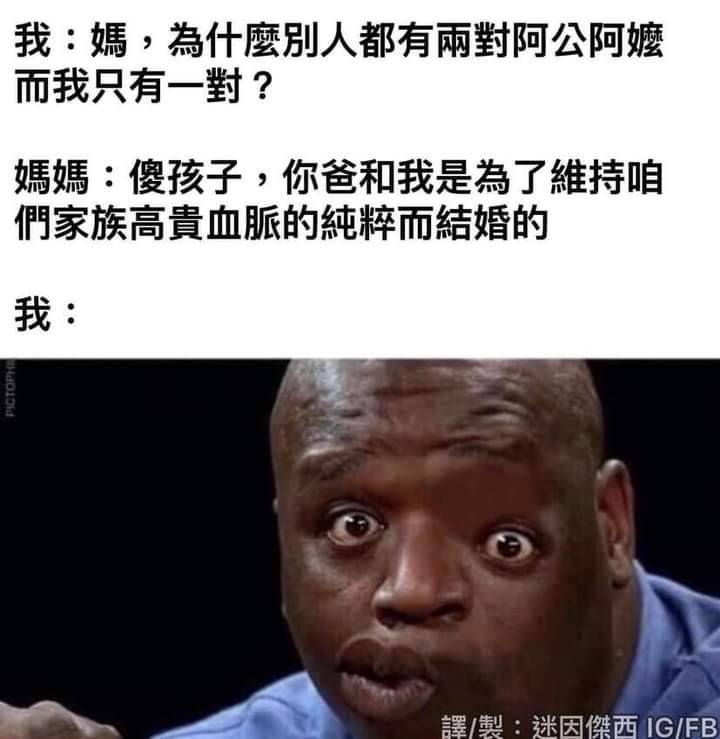 我：媽，為什麼別人都有兩對阿公阿嬤
而我只有一對？
媽媽：傻孩子，你爸和我是為了維持咱
們家族高貴血脈的純粹而結婚的
我：
譯/製：迷因傑西 IG/FB